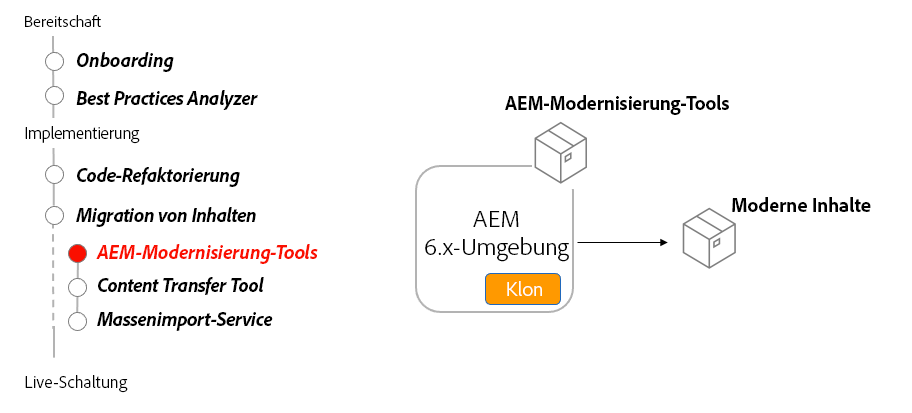 Bereitschaft
Onboarding
Best Practices Analyzer
Implementierung
Code-Refaktorierung
Migration von Inhalten
AEM-Modernisierung-Tools
Content Transfer Tool
Massenimport-Service
Live-Schaltung
AEM-Modernisierung-Tools
AEM
6.x-Umgebung
Klon
Moderne Inhalte